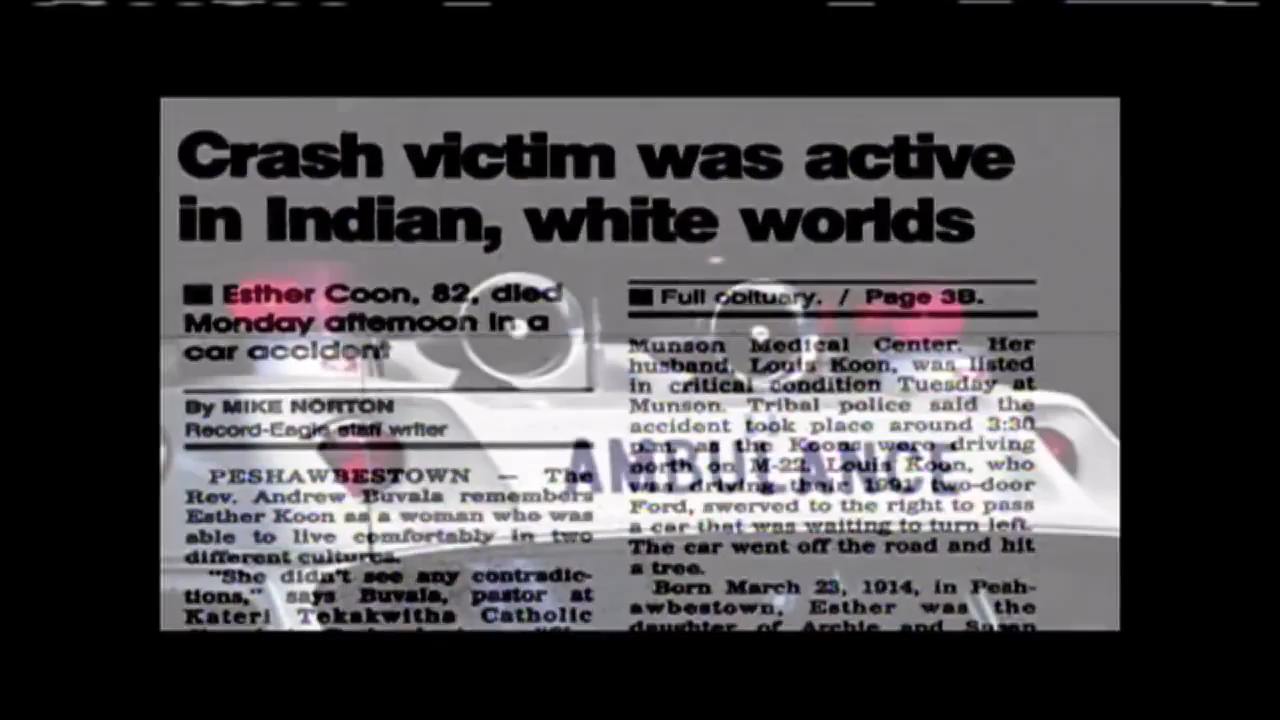 Crash victim was active
in Indian, white worlds
Esther Coon, 82, died
Monday afternoon in a
car accident
By MIKE NORTON
Record-Eagle staff writer
PESHAWBESTOWN — The
Rev. Andrew Buvala remembers
Esther Koon as a woman who was
able to live comfortably in two
different cultures.
"She didn't see any contradic-
tions," says Buvala, pastor at
Kateri Tekakwitha Catholic
Full obituary. / Page 3B.
Munson Medical Center. Her
husband, Louis Koon, was listed
in critical condition Tuesday at
Munson. Tribal police said the
accident took place around 3:30
p.m. as the Koons were driving
north on M-22. Louis Koon, who
was driving their 1991 two-door
Ford, swerved to the right to pass
a car that was waiting to turn left.
The car went off the road and hit
a tree.
Born March 23, 1914, in Pesh-
awbestown, Esther was the
daughter of Archie and Susan
AMBULANCE